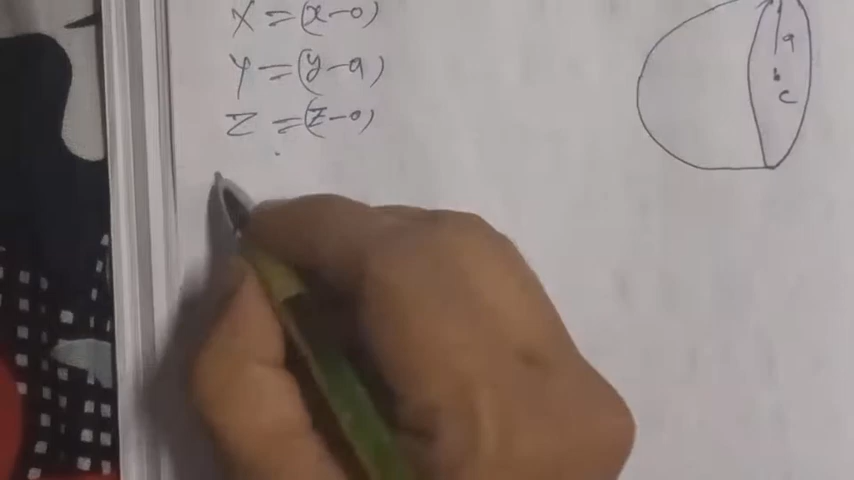 X = (x-0)
Y = (y-a)
Z = (z-0)
a
c